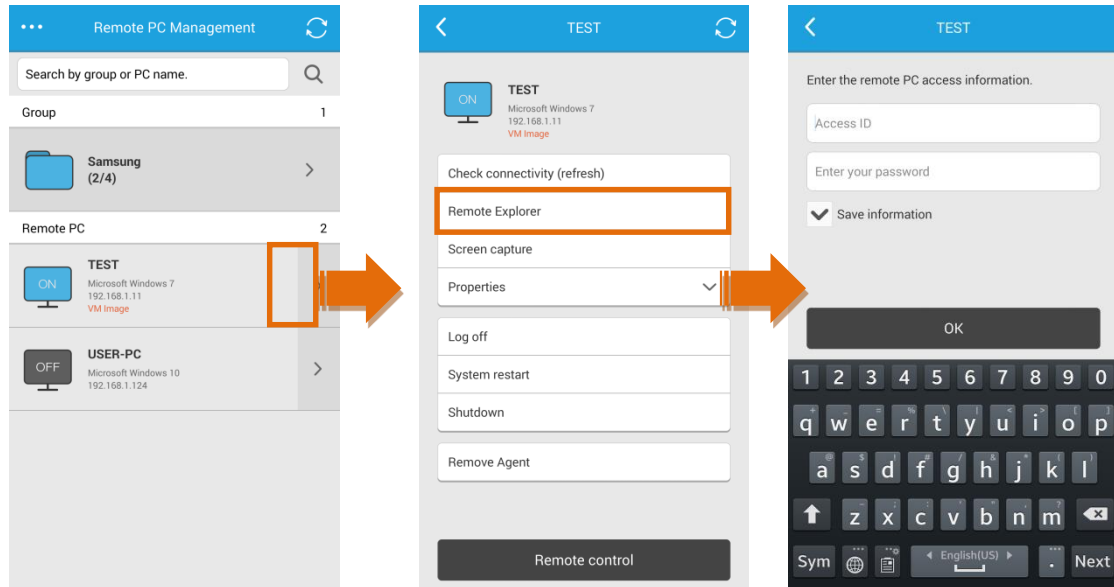 Remote PC Management
Search by group or PC name.
Group 1
Samsung
(2/4)
Remote PC 2
ON
TEST
Microsoft Windows 7
192.168.1.11
VM Image
OFF
USER-PC
Microsoft Windows 10
192.168.1.124
TEST
ON
TEST
Microsoft Windows 7
192.168.1.11
VM Image
Check connectivity (refresh)
Remote Explorer
Screen capture
Properties
Log off
System restart
Shutdown
Remove Agent
Remote control
TEST
Enter the remote PC access information.
Access ID
Enter your password
Save information
OK
1 2 3 4 5 6 7 8 9 0
q w e r t y u i o p
a s d f g h j k l
z x c v b n m
Sym English(US) . Next